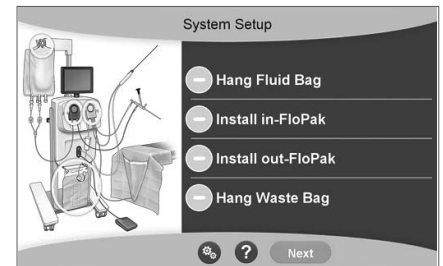 System Setup
Hang Fluid Bag
Install in-FloPak
Install out-FloPak
Hang Waste Bag
?
Next